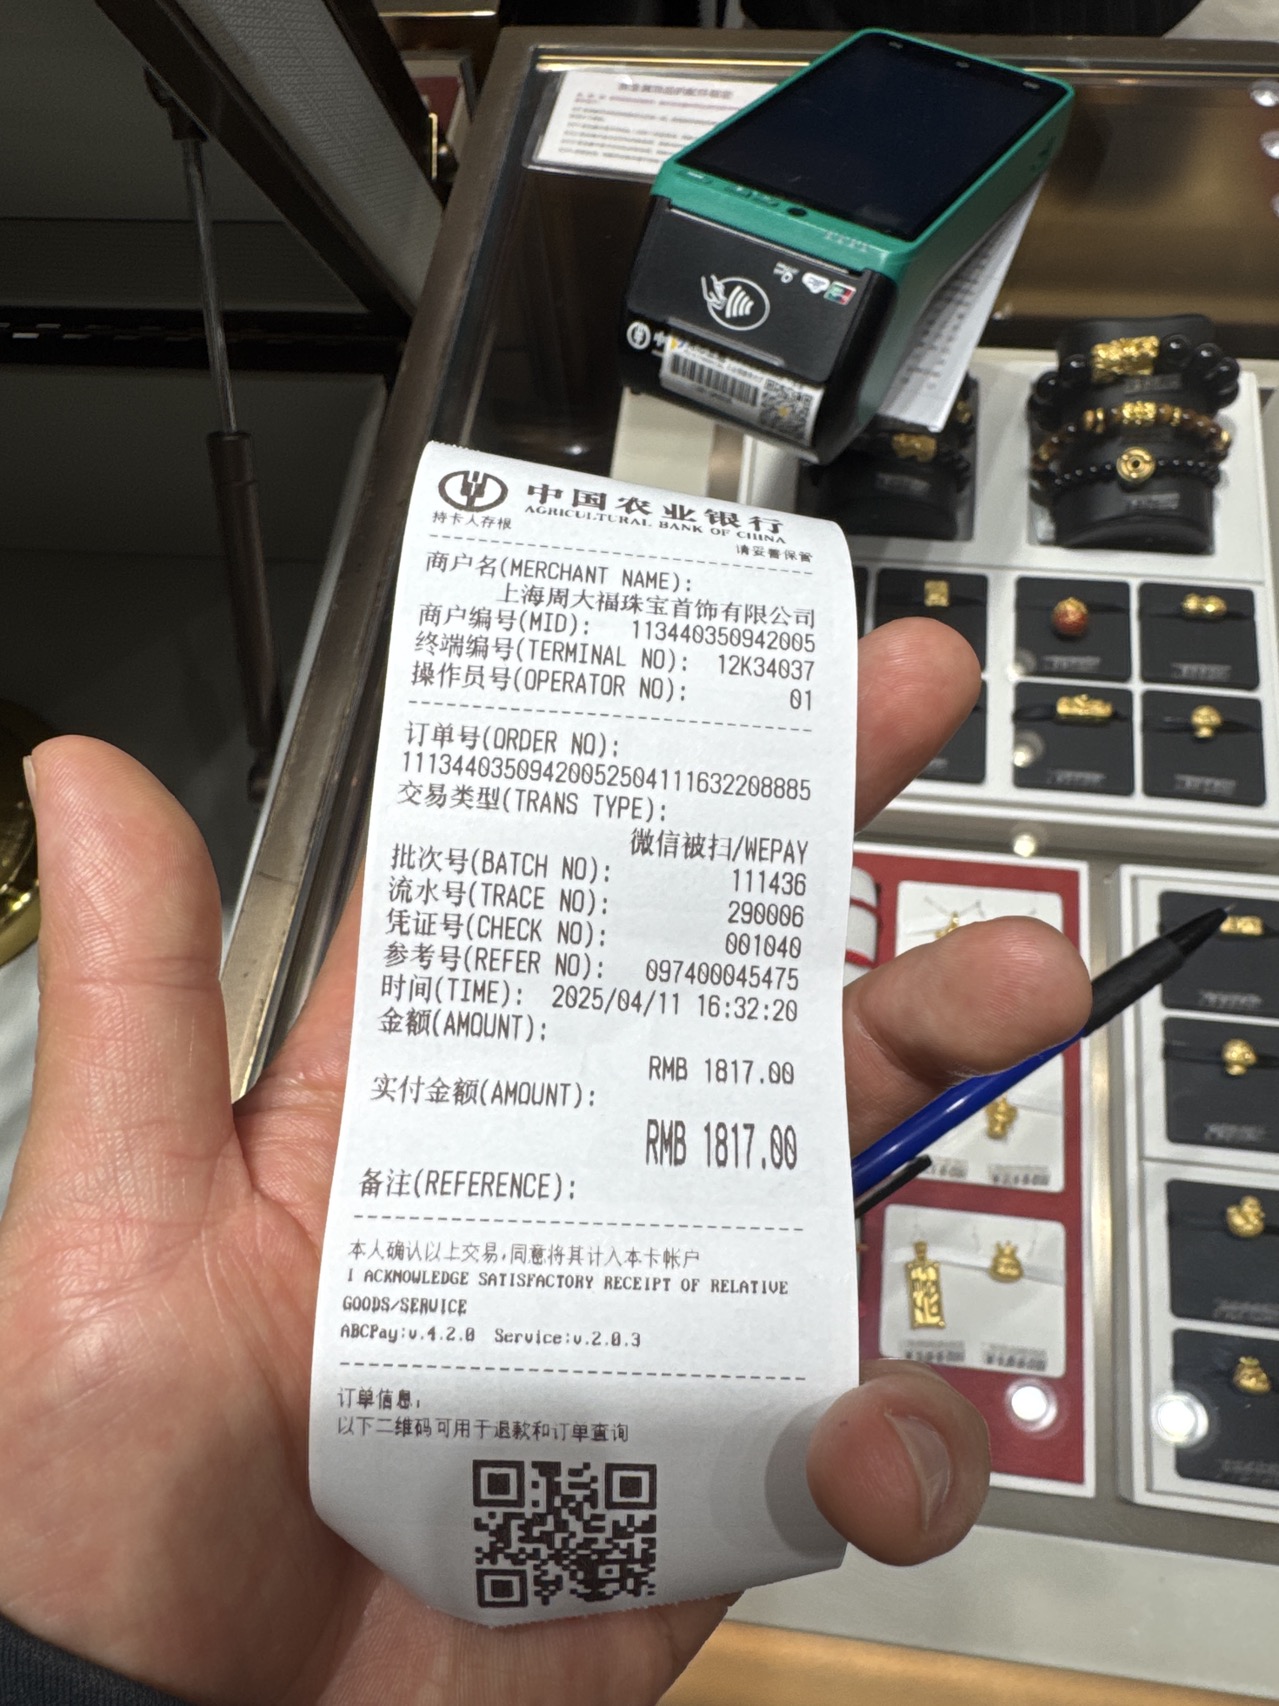 中国农业银行
AGRICULTURAL BANK OF CHINA
持卡人存根
请妥善保管
商户名(MERCHANT NAME):
上海周大福珠宝首饰有限公司
商户编号(MID): 113440350942005
终端编号(TERMINAL NO): 12K34037
操作员号(OPERATOR NO): 01
订单号(ORDER NO):
11134403509420052504111632208885
交易类型(TRANS TYPE):
微信被扫/WEPAY
批次号(BATCH NO): 111436
流水号(TRACE NO): 290006
凭证号(CHECK NO): 001040
参考号(REFER NO): 097400045475
时间(TIME): 2025/04/11 16:32:20
金额(AMOUNT):
RMB 1817.00
实付金额(AMOUNT):
RMB 1817.00
备注(REFERENCE):
本人确认以上交易,同意将其计入本卡帐户
I ACKNOWLEDGE SATISFACTORY RECEIPT OF RELATIVE
GOODS/SERVICE
ABCPay:v.4.2.0 Service:v.2.0.3
订单信息:
以下二维码可用于退款和订单查询